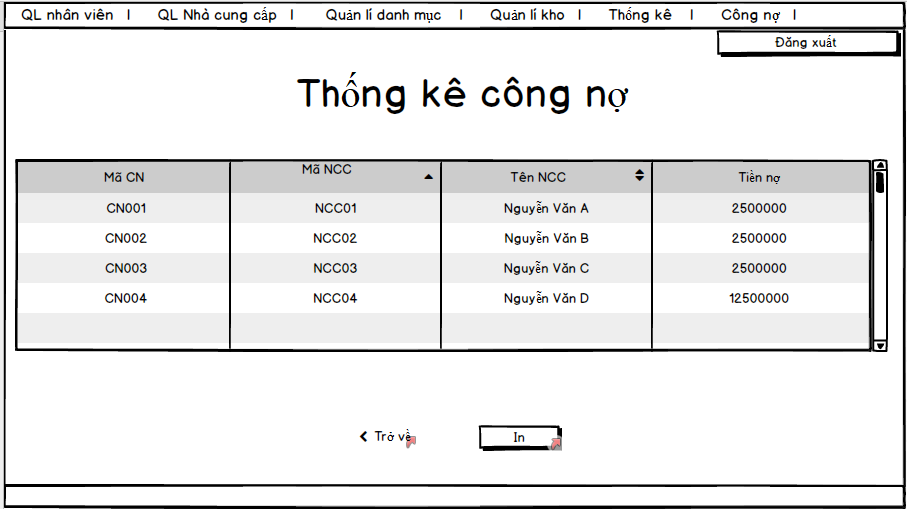 QL nhân viên | QL Nhà cung cấp | Quản lí danh mục | Quản lí kho | Thống kê | Công nợ |
Đăng xuất
Thống kê công nợ
Mã CN Mã NCC Tên NCC Tiền nợ
CN001 NCC01 Nguyễn Văn A 2500000
CN002 NCC02 Nguyễn Văn B 2500000
CN003 NCC03 Nguyễn Văn C 2500000
CN004 NCC04 Nguyễn Văn D 12500000
Trở về In